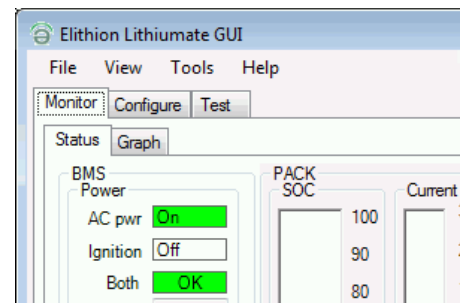 Elithion Lithiumate GUI
File View Tools Help
Monitor Configure Test
Status Graph
BMS PACK
Power SOC Current
AC pwr On 100
Ignition Off 90
Both OK 80